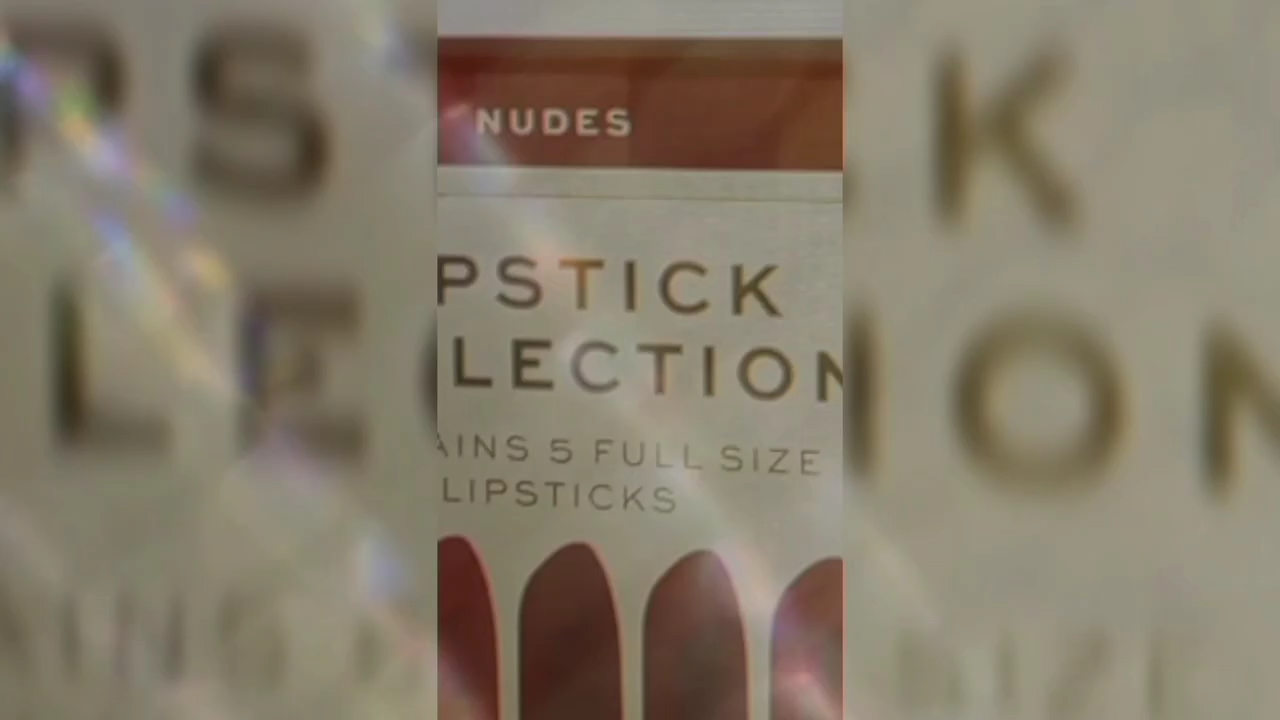 NUDES
PSTICK
LECTION
AINS 5 FULL SIZE
LIPSTICKS